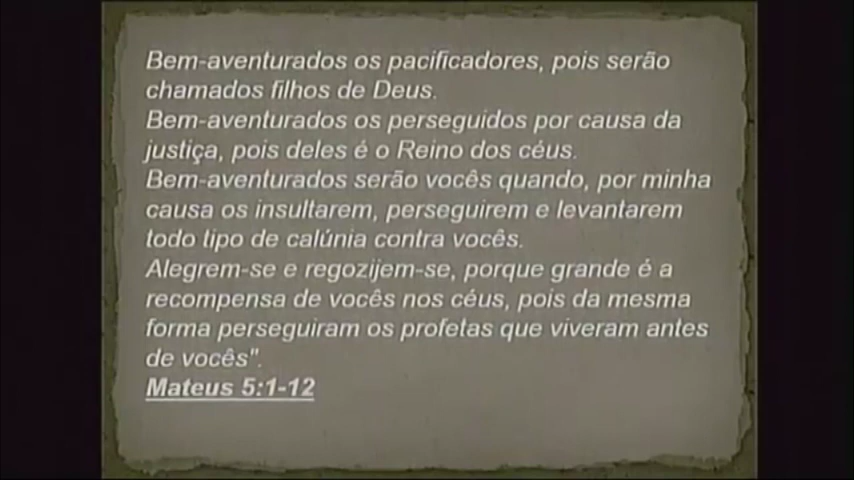 Bem-aventurados os pacificadores, pois serão
chamados filhos de Deus.
Bem-aventurados os perseguidos por causa da
justiça, pois deles é o Reino dos céus.
Bem-aventurados serão vocês quando, por minha
causa os insultarem, perseguirem e levantarem
todo tipo de calúnia contra vocês.
Alegrem-se e regozijem-se, porque grande é a
recompensa de vocês nos céus, pois da mesma
forma perseguiram os profetas que viveram antes
de vocês".
Mateus 5:1-12